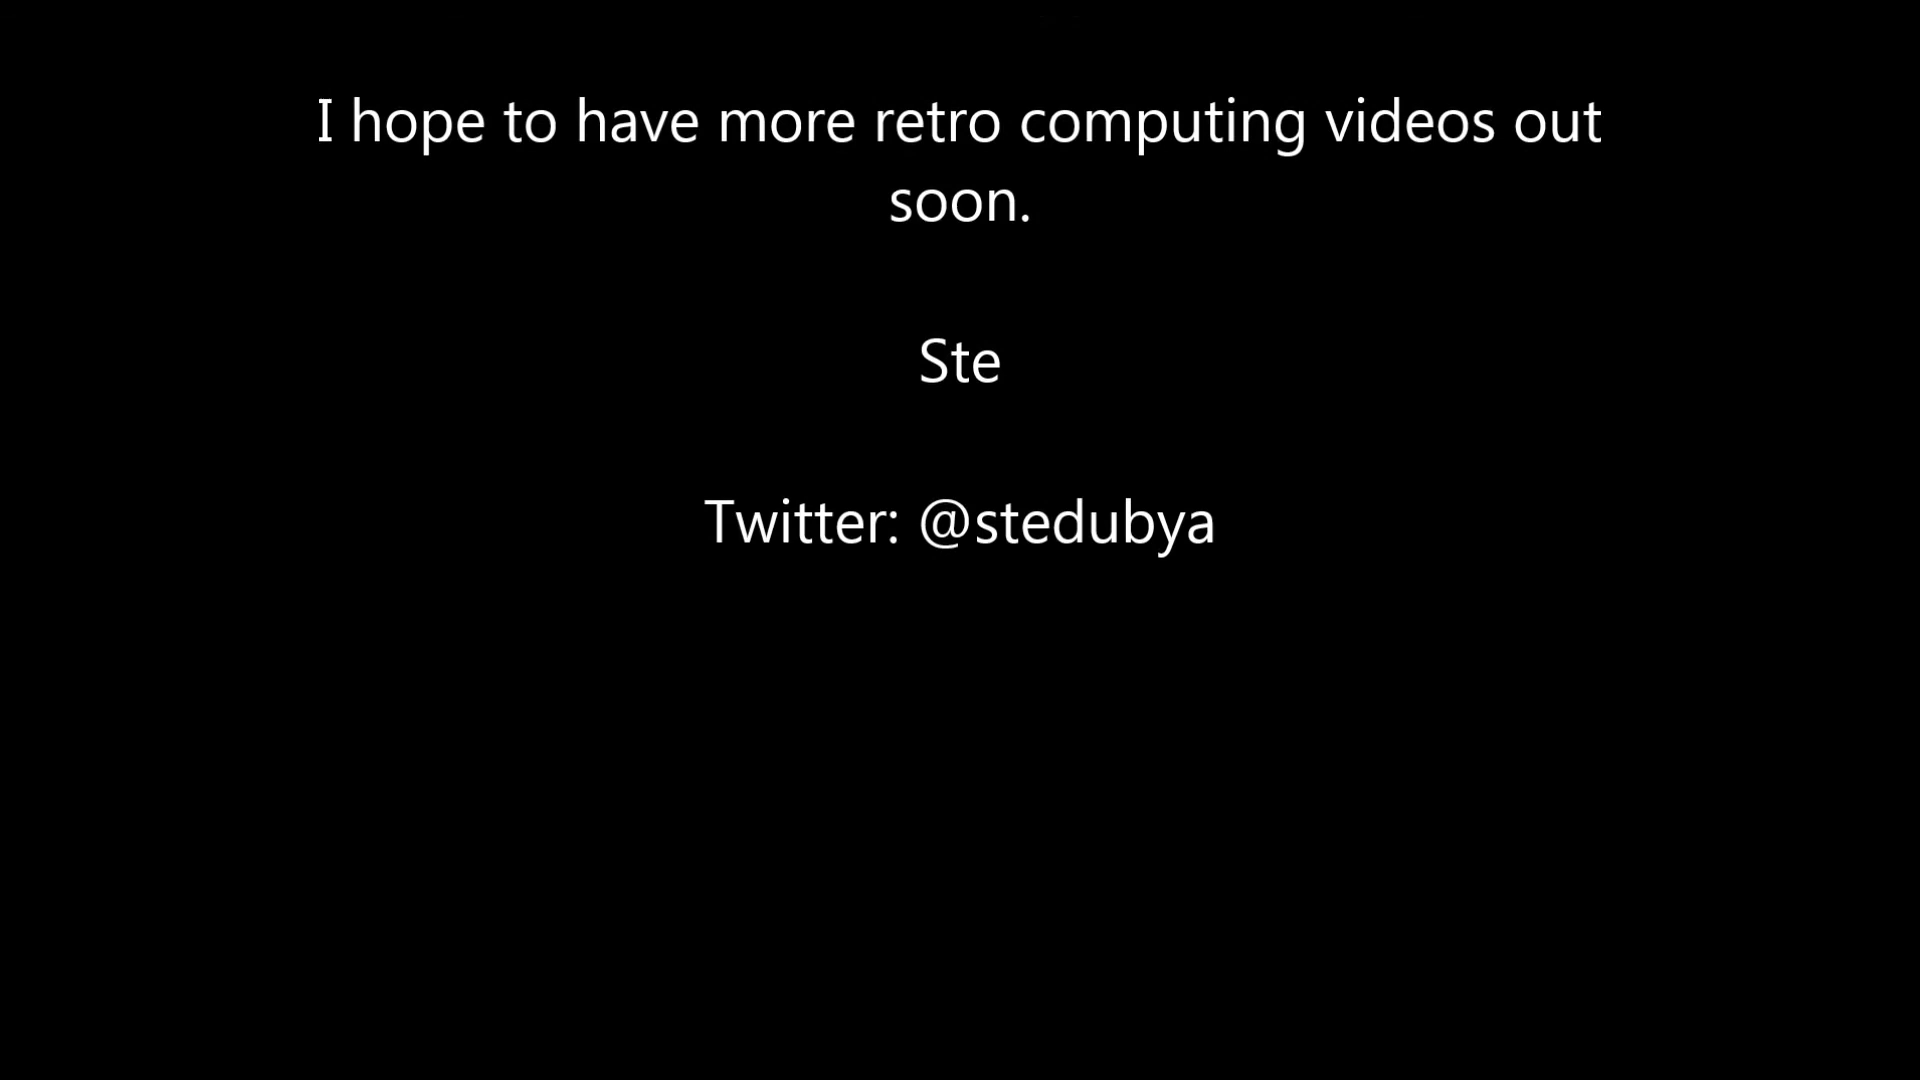 I hope to have more retro computing videos out
soon.
Ste
Twitter: @stedubya